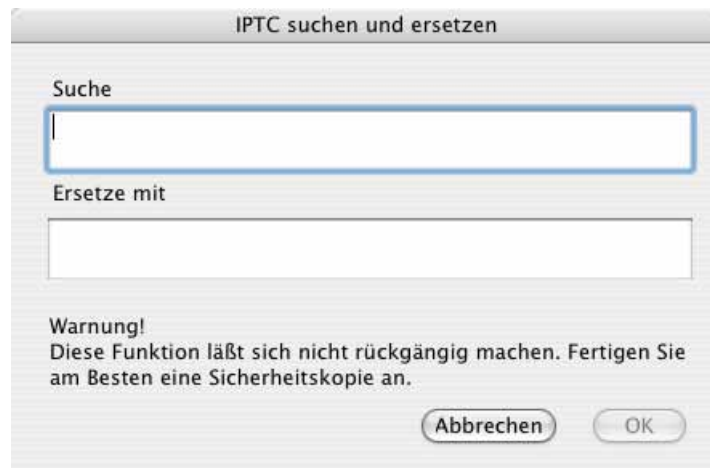 IPTC suchen und ersetzen
Suche
Ersetze mit
Warnung!
Diese Funktion läßt sich nicht rückgängig machen. Fertigen Sie
am Besten eine Sicherheitskopie an.
Abbrechen OK